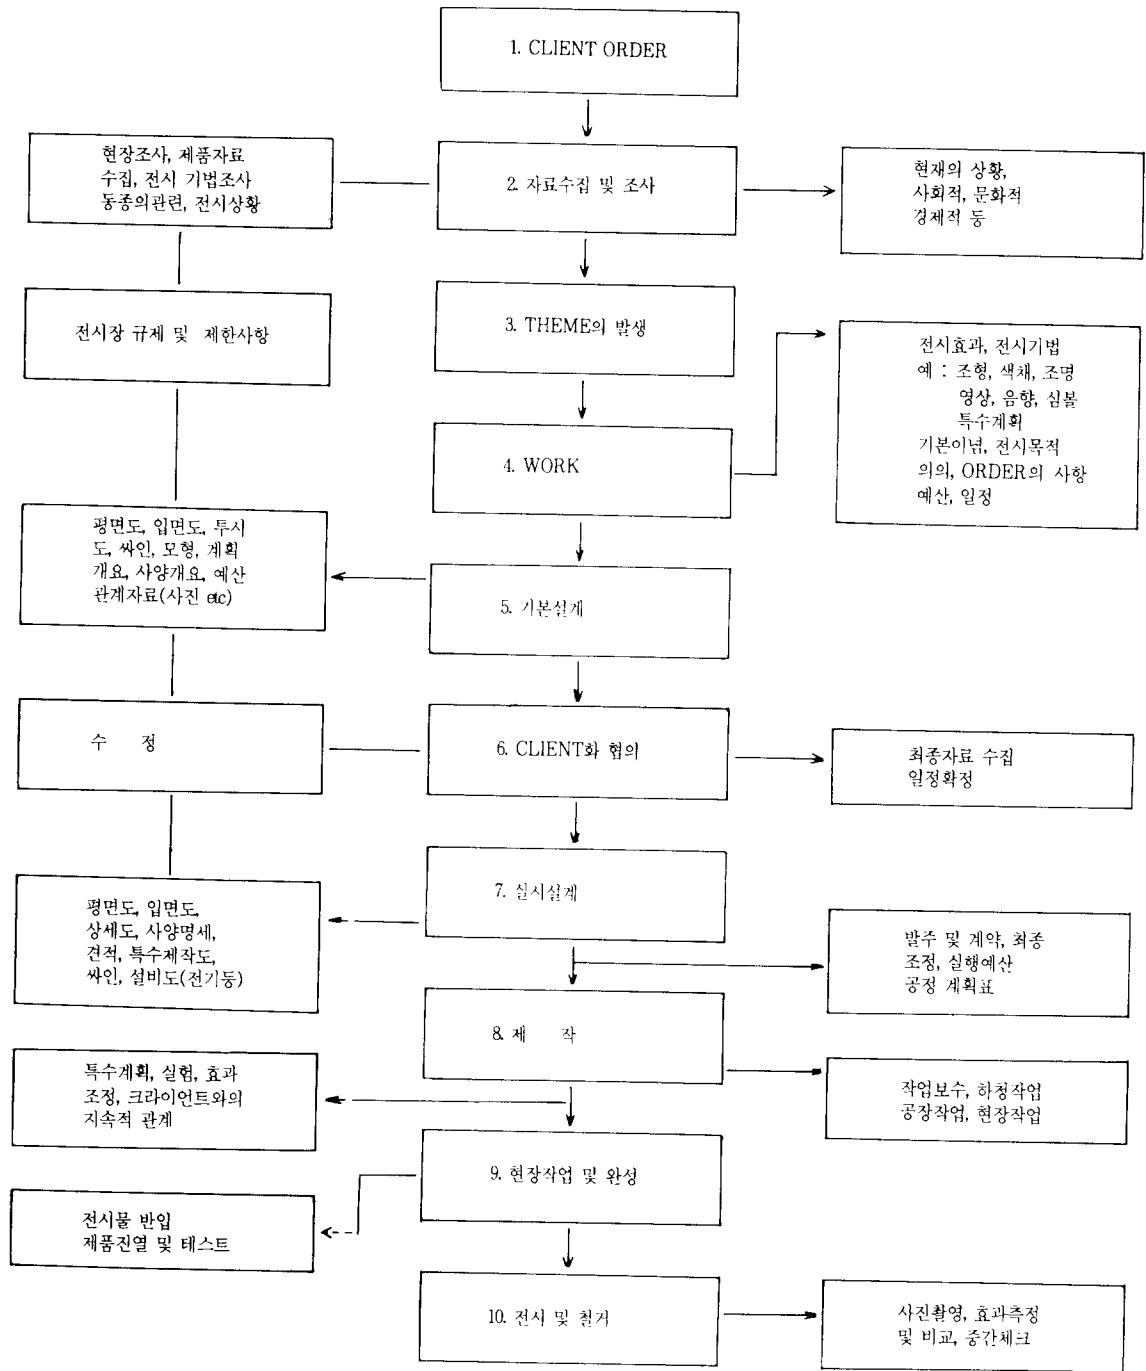 1. CLIENT ORDER
현장조사, 제품자료
수집, 전시 기법조사
동종의관련, 전시상황
2. 자료수집 및 조사
현재의 상황,
사회적, 문화적
경제적 등
전시장 규제 및 제한사항
3. THEME의 발생
전시효과, 전시기법
예 : 조형, 색채, 조명
영상, 음향, 심볼
특수계획
기본이념, 전시목적
의의, ORDER의 사항
예산, 일정
4. WORK
평면도, 입면도, 투시
도, 싸인, 모형, 계획
개요, 사양개요, 예산
관계자료(사진 etc)
5. 기본설계
수 정
6. CLIENT화 협의
최종자료 수집
일정확정
7. 실시설계
평면도, 입면도,
상세도, 사양명세,
견적, 특수제작도,
싸인, 설비도(전기등)
발주 및 계약, 최종
조정, 실행예산
공정 계획표
8. 제 작
특수계획, 실험, 효과
조정, 크라이언트와의
지속적 관계
작업보수, 하청작업
공장작업, 현장작업
9. 현장작업 및 완성
전시물 반입
제품진열 및 테스트
10. 전시 및 철거
사진촬영, 효과측정
및 비교, 중간체크